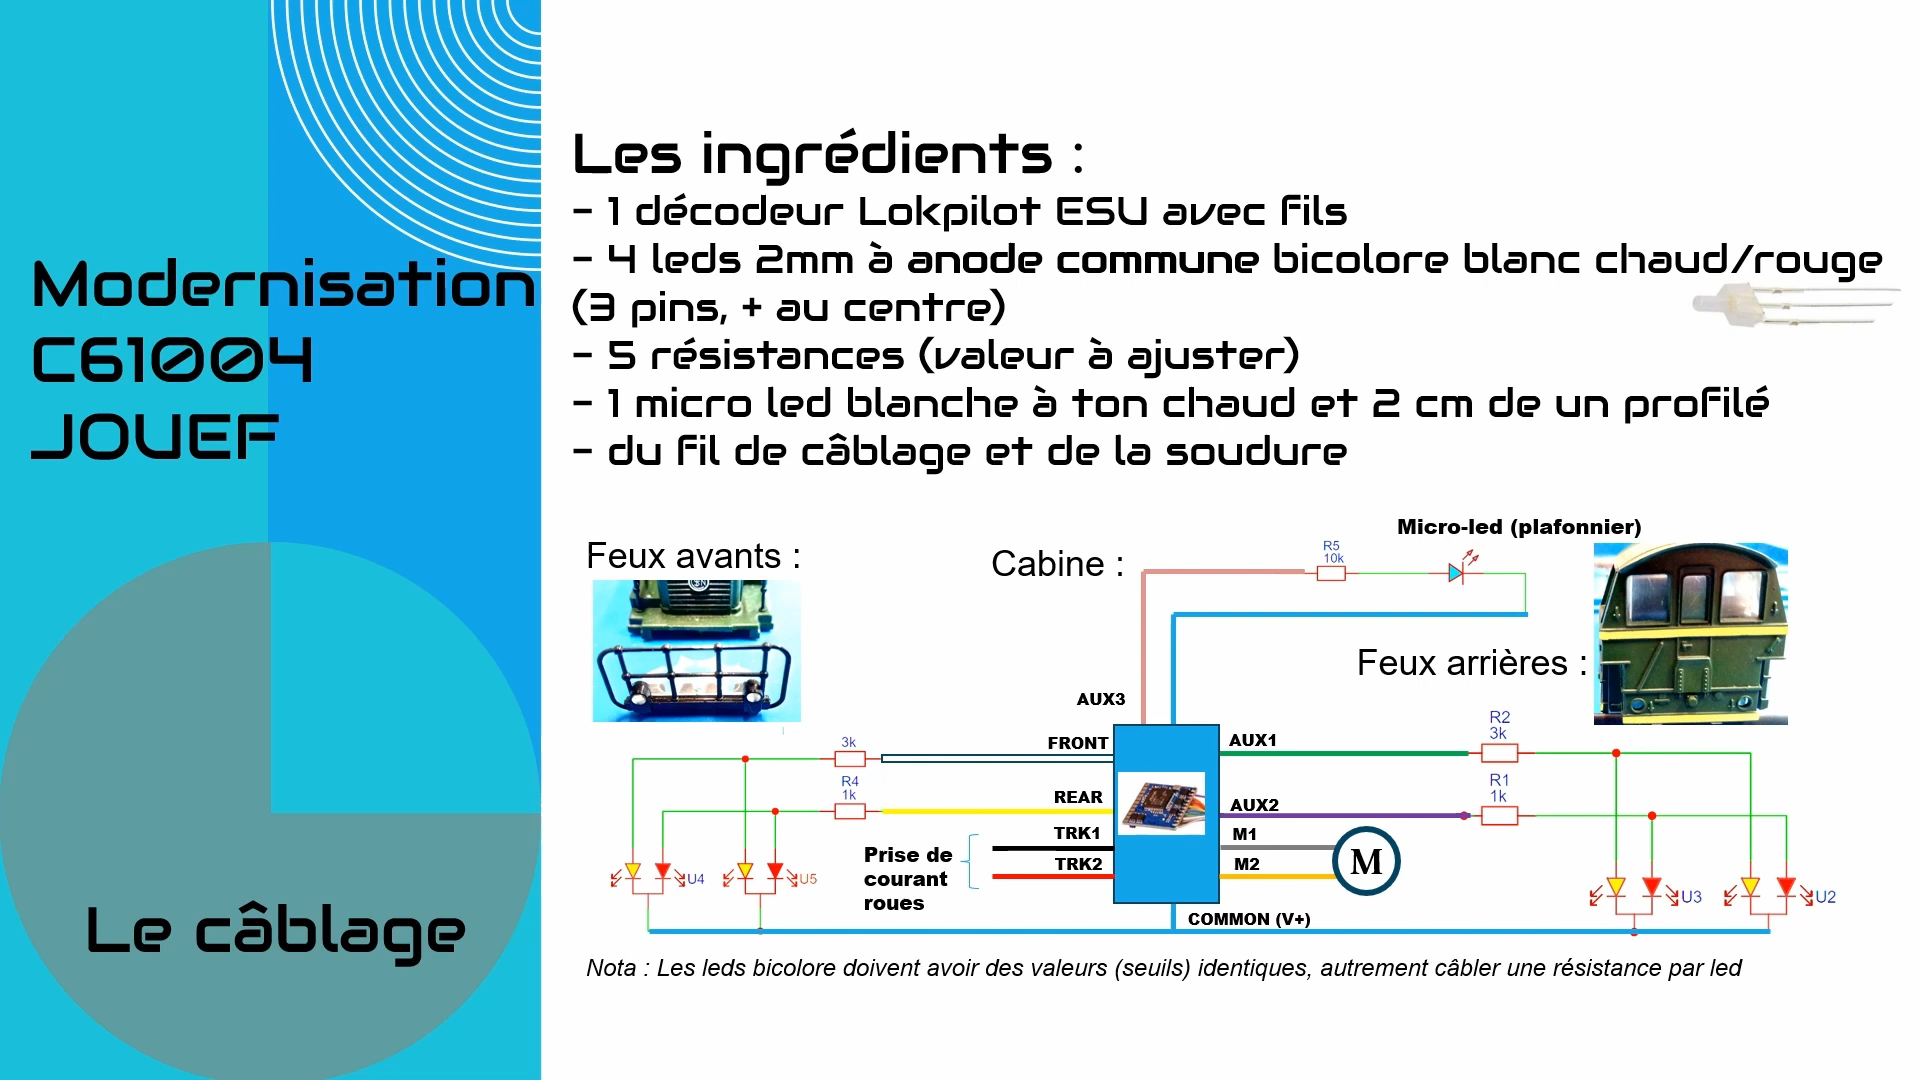 Modernisation
C61004
JOUEF
Le câblage
Les ingrédients :
- 1 décodeur Lokpilot ESU avec fils
- 4 leds 2mm à anode commune bicolore blanc chaud/rouge
(3 pins, + au centre)
- 5 résistances (valeur à ajuster)
- 1 micro led blanche à ton chaud et 2 cm de un profilé
- du fil de câblage et de la soudure
Micro-led (plafonnier)
Feux avants :
Cabine :
R5
10k
Feux arrières :
AUX3
FRONT
3k
R4
1k
REAR
TRK1
TRK2
Prise de
courant
roues
U4
U5
AUX1
R2
3k
AUX2
R1
1k
M1
M2
M
COMMON (V+)
U3
U2
Nota : Les leds bicolore doivent avoir des valeurs (seuils) identiques, autrement câbler une résistance par led